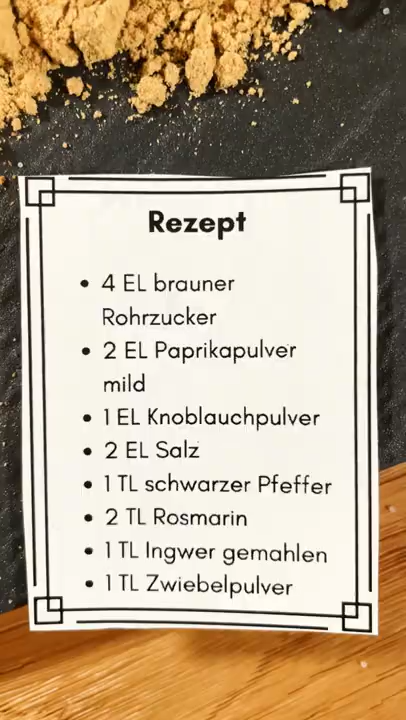 Rezept
• 4 EL brauner
Rohrzucker
• 2 EL Paprikapulver
mild
• 1 EL Knoblauchpulver
• 2 EL Salz
• 1 TL schwarzer Pfeffer
• 2 TL Rosmarin
• 1 TL Ingwer gemahlen
• 1 TL Zwiebelpulver